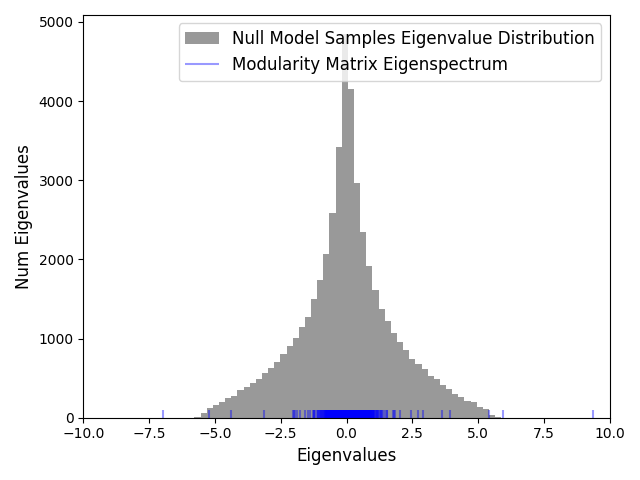 Null Model Samples Eigenvalue Distribution
Modularity Matrix Eigenspectrum
Num Eigenvalues
5000
4000
3000
2000
1000
0
−10.0 −7.5 −5.0 −2.5 0.0 2.5 5.0 7.5 10.0
Eigenvalues